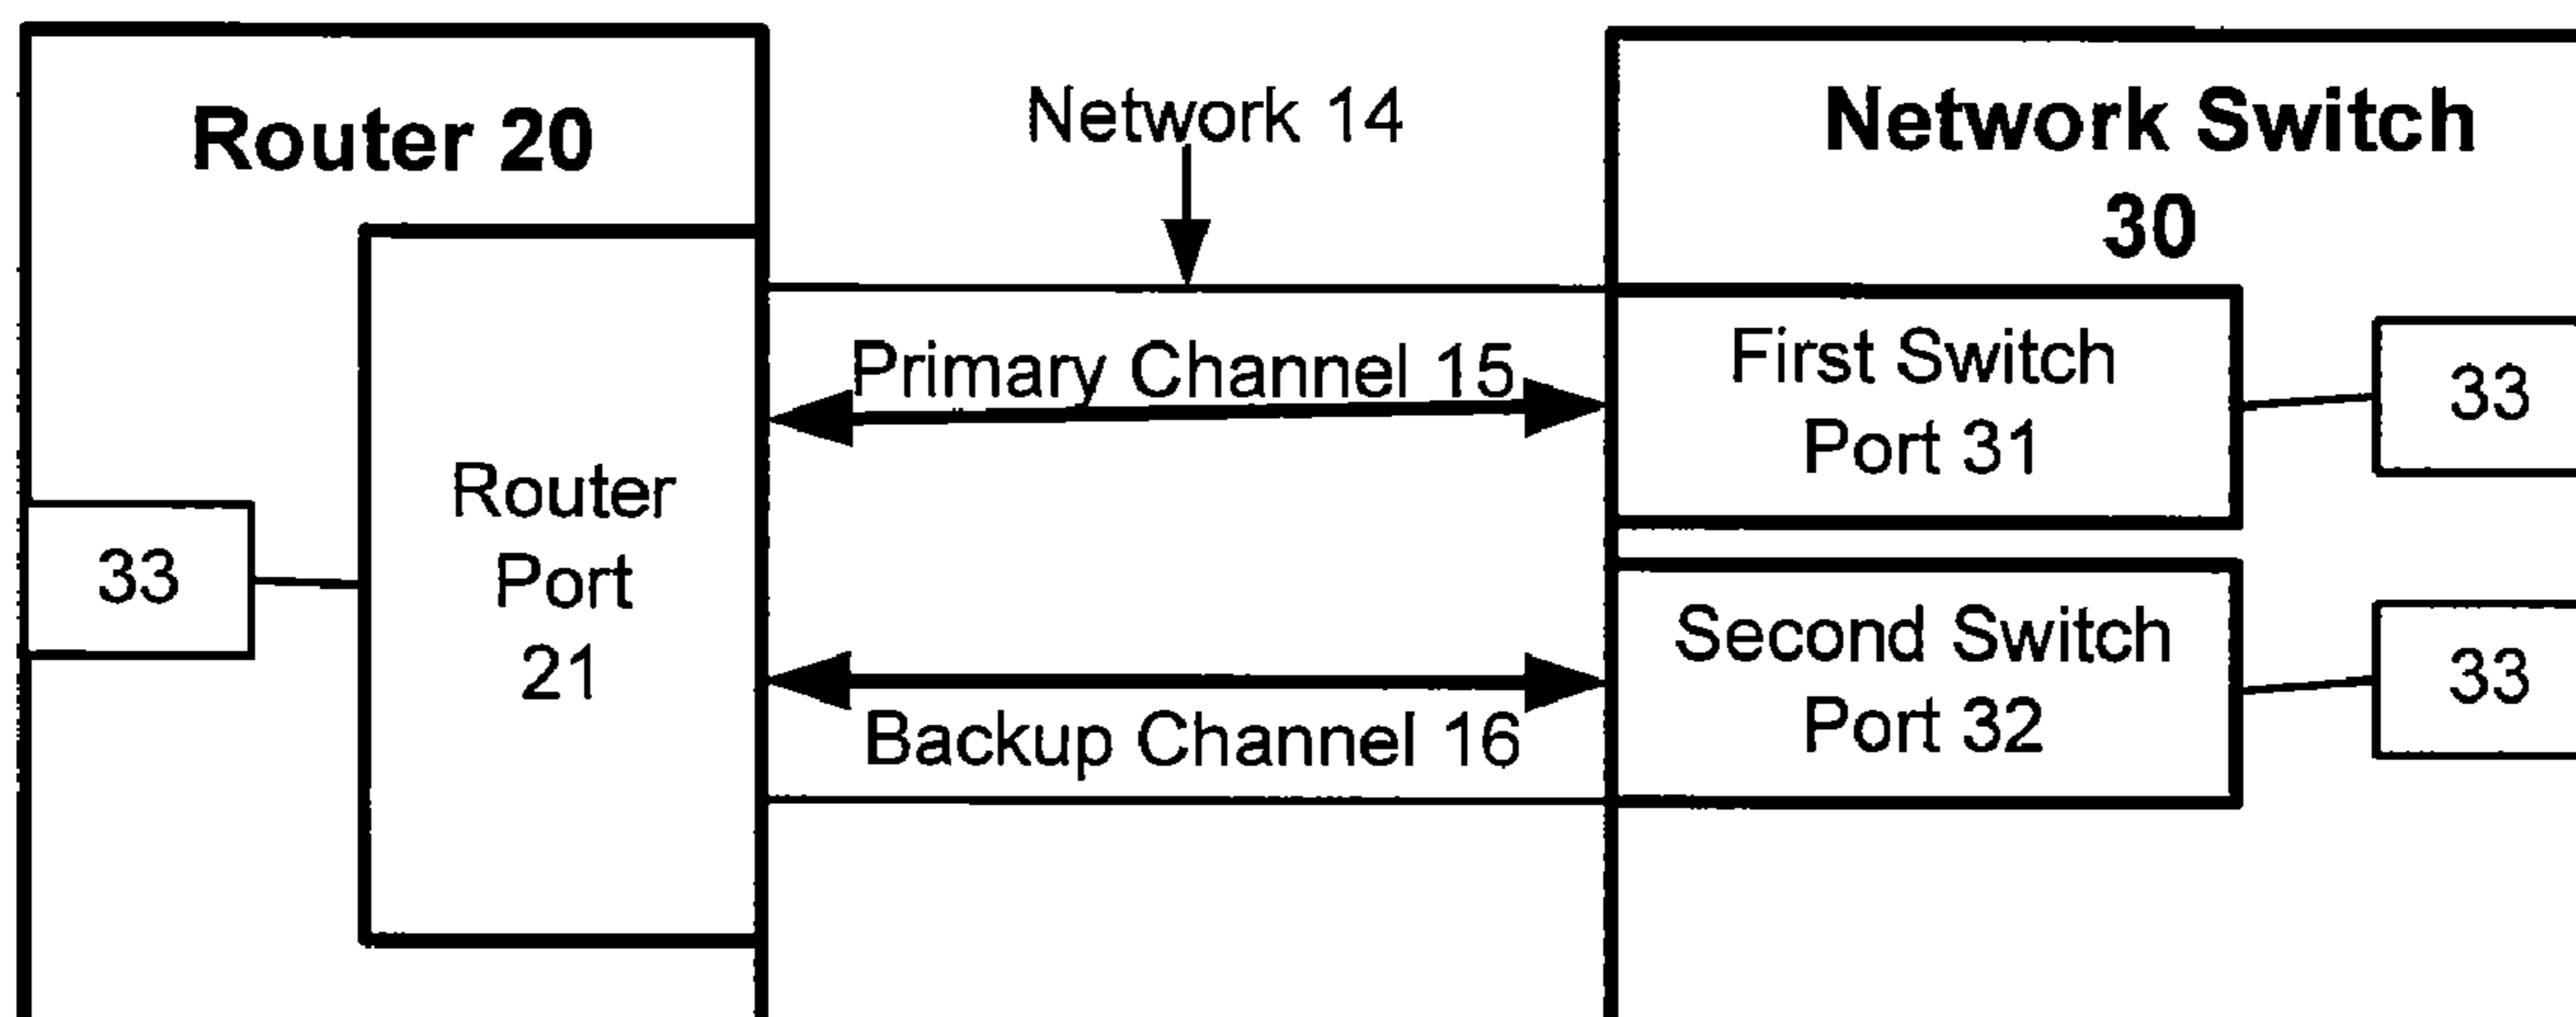 Router 20
Network 14
Network Switch
30
Primary Channel 15
First Switch
Port 31
33
Router
Port
21
33
Second Switch
Port 32
33
Backup Channel 16